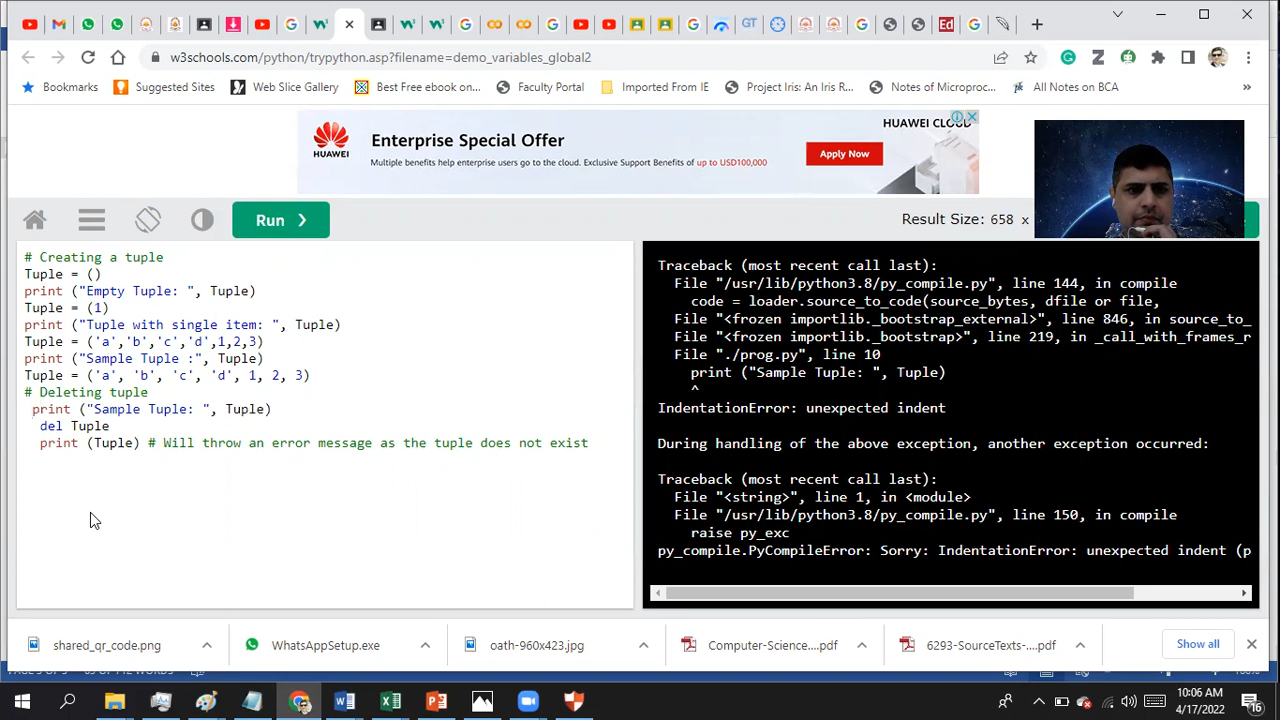 w3schools.com/python/trypython.asp?filename=demo_variables_global2
Bookmarks
Suggested Sites
Web Slice Gallery
Best Free ebook on...
Faculty Portal
Imported From IE
Project Iris: An Iris R...
Notes of Microproc...
All Notes on BCA
»
HUAWEI
Enterprise Special Offer
Multiple benefits help enterprise users go to the cloud. Exclusive Support Benefits of up to USD100,000
HUAWEI CLOUD
Apply Now
Run ❯
Result Size: 658 x
# Creating a tuple
Tuple = ()
print ("Empty Tuple: ", Tuple)
Tuple = (1)
print ("Tuple with single item: ", Tuple)
Tuple = ('a','b','c','d',1,2,3)
print ("Sample Tuple :", Tuple)
Tuple = ('a', 'b', 'c', 'd', 1, 2, 3)
# Deleting tuple
print ("Sample Tuple: ", Tuple)
del Tuple
print (Tuple) # Will throw an error message as the tuple does not exist
Traceback (most recent call last):
File "/usr/lib/python3.8/py_compile.py", line 144, in compile
code = loader.source_to_code(source_bytes, dfile or file,
File "<frozen importlib._bootstrap_external>", line 846, in source_to_
File "<frozen importlib._bootstrap>", line 219, in _call_with_frames_r
File "./prog.py", line 10
print ("Sample Tuple: ", Tuple)
^
IndentationError: unexpected indent
During handling of the above exception, another exception occurred:
Traceback (most recent call last):
File "<string>", line 1, in <module>
File "/usr/lib/python3.8/py_compile.py", line 150, in compile
raise py_exc
py_compile.PyCompileError: Sorry: IndentationError: unexpected indent (p
shared_qr_code.png
WhatsAppSetup.exe
oath-960x423.jpg
Computer-Science....pdf
6293-SourceTexts-....pdf
Show all
10:06 AM
4/17/2022
16